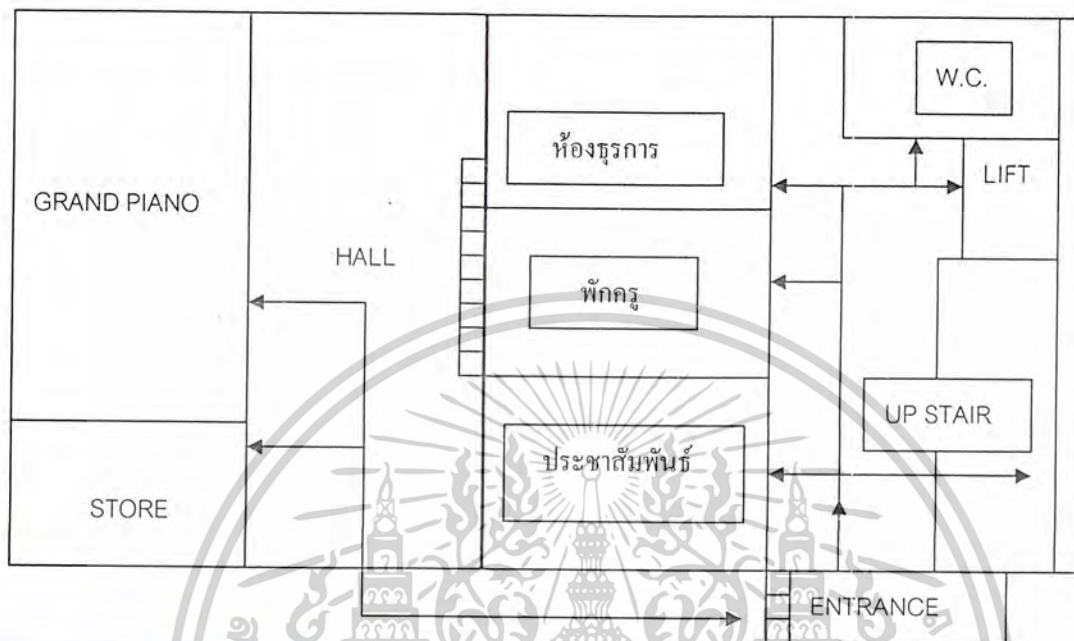 W.C.
ห้องธุรการ
LIFT
GRAND PIANO
HALL
พักครู
UP STAIR
ประชาสัมพันธ์
STORE
ENTRANCE